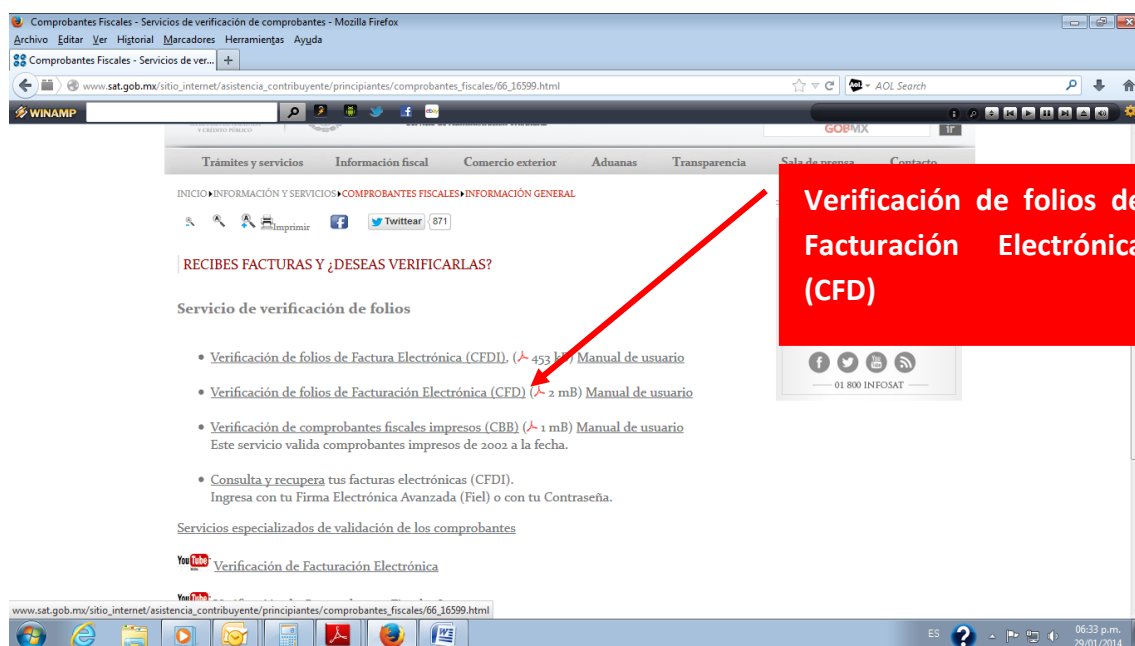 Comprobantes Fiscales - Servicios de verificación de comprobantes - Mozilla Firefox
Archivo Editar Ver Historial Marcadores Herramientas Ayuda
Comprobantes Fiscales - Servicios de ver... +
www.sat.gob.mx/sitio_internet/asistencia_contribuyente/principiantes/comprobantes_fiscales/66_16599.html
Aol. AOL Search
WINAMP
Y CRÉDITO PÚBLICO
GOBMX
ir
Trámites y servicios Información fiscal Comercio exterior Aduanas Transparencia Sala de prensa Contacto
INICIO INFORMACIÓN Y SERVICIOS COMPROBANTES FISCALES INFORMACIÓN GENERAL
Imprimir Twittear 871
Verificación de folios de
Facturación Electrónica
(CFD)
RECIBES FACTURAS Y ¿DESEAS VERIFICARLAS?
Servicio de verificación de folios
Verificación de folios de Factura Electrónica (CFDI), ( 453 kB) Manual de usuario
Verificación de folios de Facturación Electrónica (CFD) ( 2 mB) Manual de usuario
01 800 INFOSAT
Verificación de comprobantes fiscales impresos (CBB) ( 1 mB) Manual de usuario
Este servicio valida comprobantes impresos de 2002 a la fecha.
Consulta y recupera tus facturas electrónicas (CFDI).
Ingresa con tu Firma Electrónica Avanzada (Fiel) o con tu Contraseña.
Servicios especializados de validación de los comprobantes
YouTube Verificación de Facturación Electrónica
www.sat.gob.mx/sitio_internet/asistencia_contribuyente/principiantes/comprobantes_fiscales/66_16599.html
ES 06:33 p.m.
29/01/2014